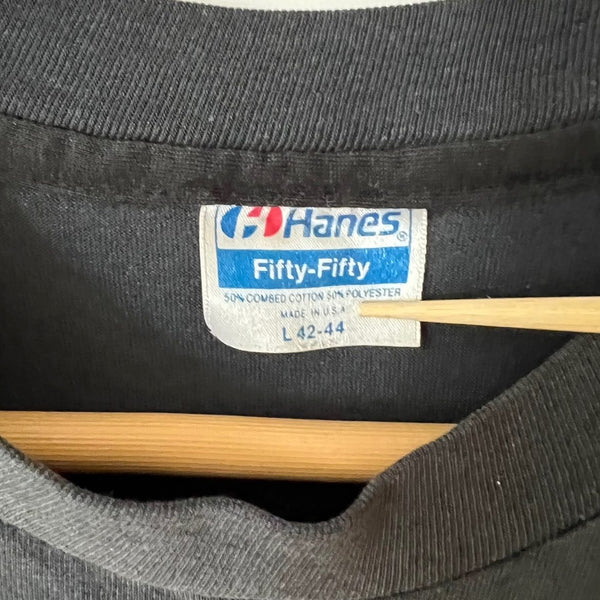 Hanes®
Fifty-Fifty
50% COMBED COTTON 50% POLYESTER
MADE IN U.S.A
L 42-44